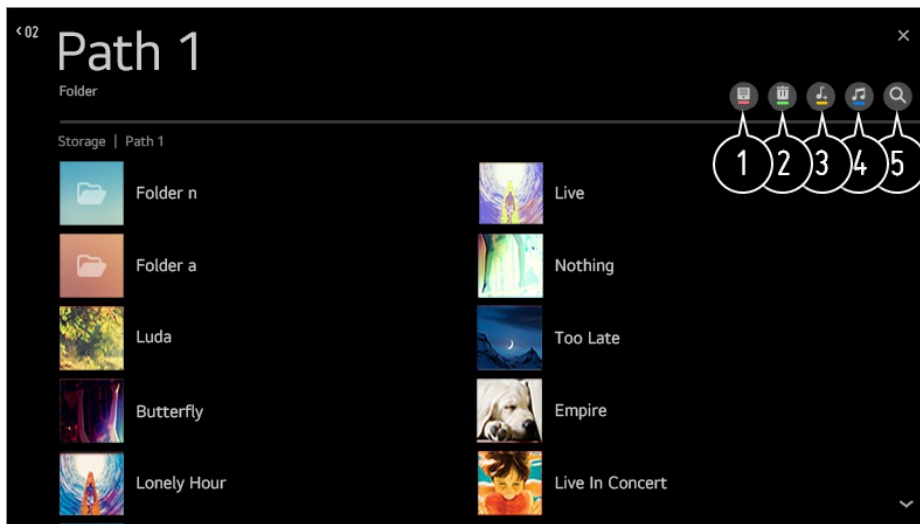 <02
Path 1
×
Folder
Storage | Path 1
1 2 3 4 5
Folder n
Live
Folder a
Nothing
Luda
Too Late
Butterfly
Empire
Lonely Hour
Live In Concert